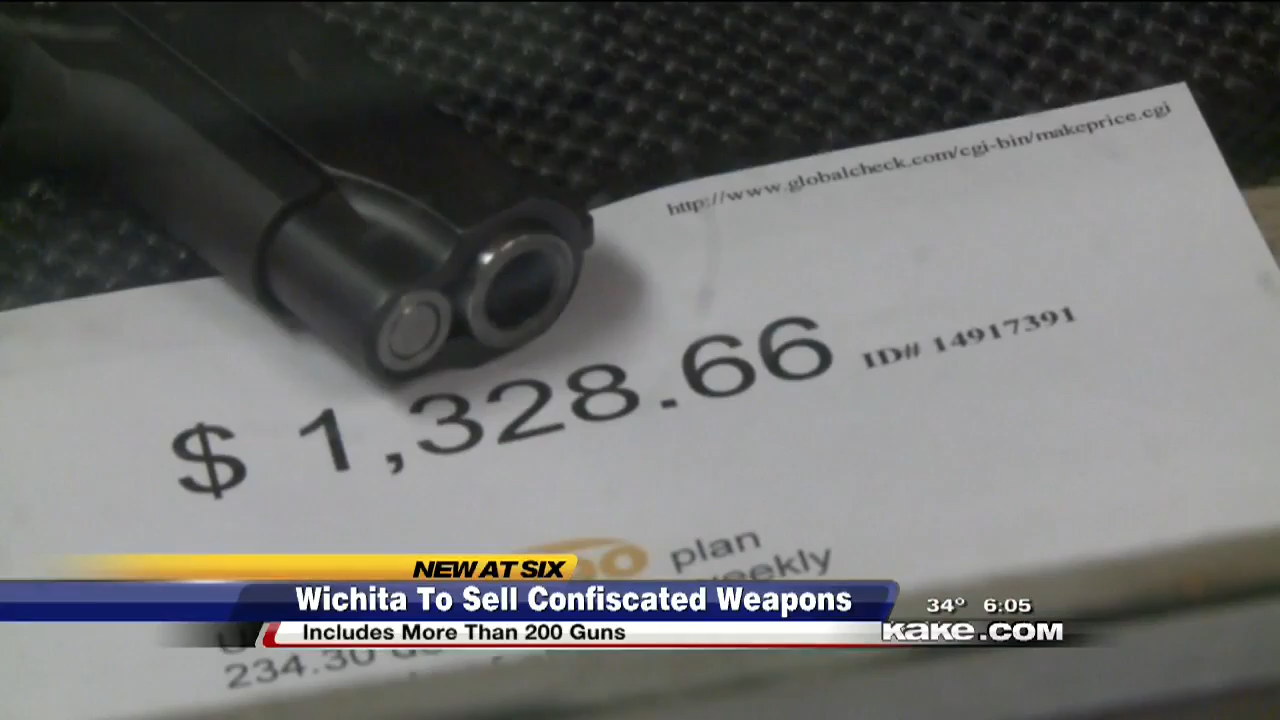 http://www.globalcheck.com/cgi-bin/makeprice.cgi
$ 1,328.66 ID# 14917391
plan
weekly
NEW AT SIX
Wichita To Sell Confiscated Weapons
34° 6:05
Includes More Than 200 Guns
KAKE.COM
234.30